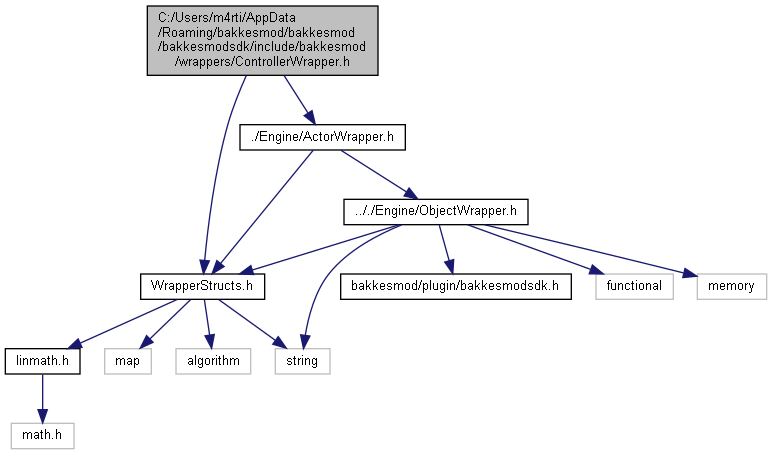 C:/Users/m4rti/AppData
/Roaming/bakkesmod/bakkesmod
/bakkesmodsdk/include/bakkesmod
/wrappers/ControllerWrapper.h
./Engine/ActorWrapper.h
.././Engine/ObjectWrapper.h
WrapperStructs.h
bakkesmod/plugin/bakkesmodsdk.h
functional
memory
linmath.h
map
algorithm
string
math.h